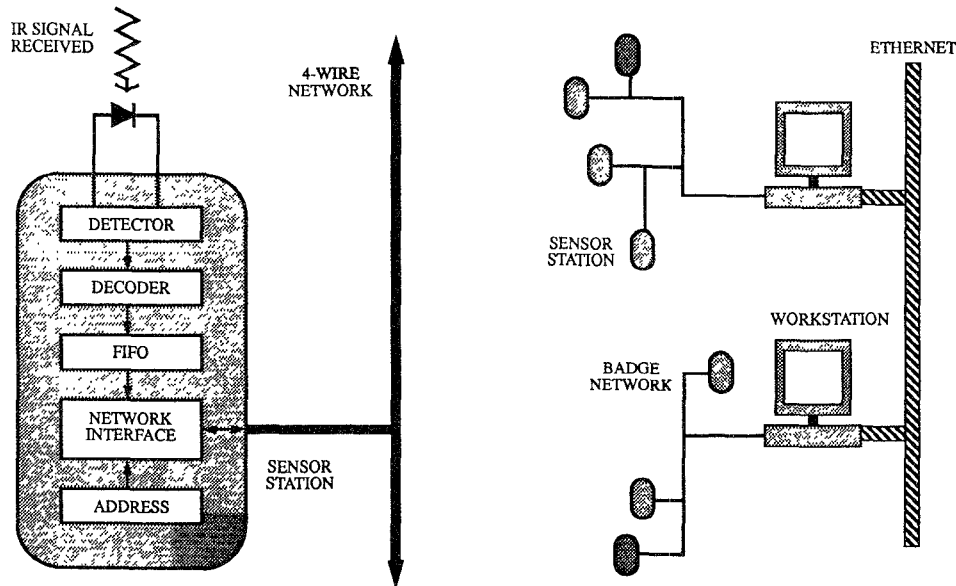 IR SIGNAL
RECEIVED
4-WIRE
NETWORK
DETECTOR
DECODER
FIFO
NETWORK
INTERFACE
ADDRESS
SENSOR
STATION
ETHERNET
SENSOR
STATION
WORKSTATION
BADGE
NETWORK